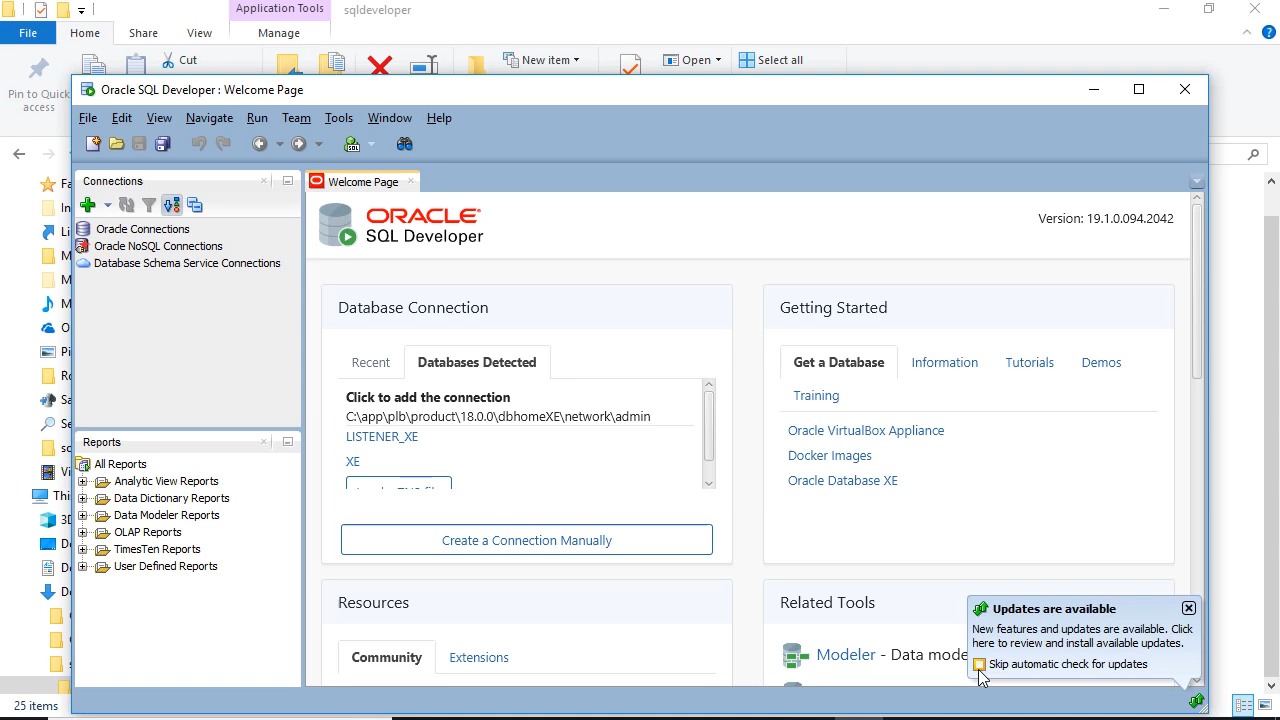 Application Tools
sqldeveloper
File
Home
Share
View
Manage
Cut
New item
Open
Select all
Pin to Quick
access
Oracle SQL Developer : Welcome Page
File
Edit
View
Navigate
Run
Team
Tools
Window
Help
Connections
Oracle Connections
Oracle NoSQL Connections
Database Schema Service Connections
Reports
All Reports
Analytic View Reports
Data Dictionary Reports
Data Modeler Reports
OLAP Reports
TimesTen Reports
User Defined Reports
Welcome Page
ORACLE
SQL Developer
Version: 19.1.0.094.2042
Database Connection
Recent
Databases Detected
Click to add the connection
C:\app\plb\product\18.0.0\dbhomeXE\network\admin
LISTENER_XE
XE
Create a Connection Manually
Getting Started
Get a Database
Information
Tutorials
Demos
Training
Oracle VirtualBox Appliance
Docker Images
Oracle Database XE
Resources
Community
Extensions
Related Tools
Modeler - Data mode
Updates are available
New features and updates are available. Click
here to review and install available updates.
Skip automatic check for updates
25 items